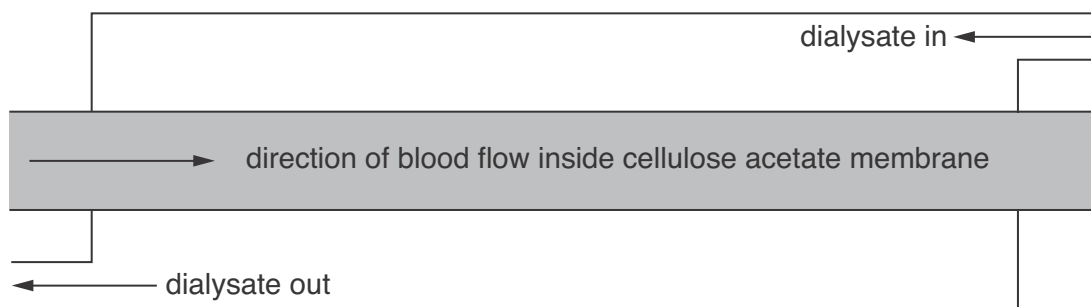 dialysate in
direction of blood flow inside cellulose acetate membrane
dialysate out